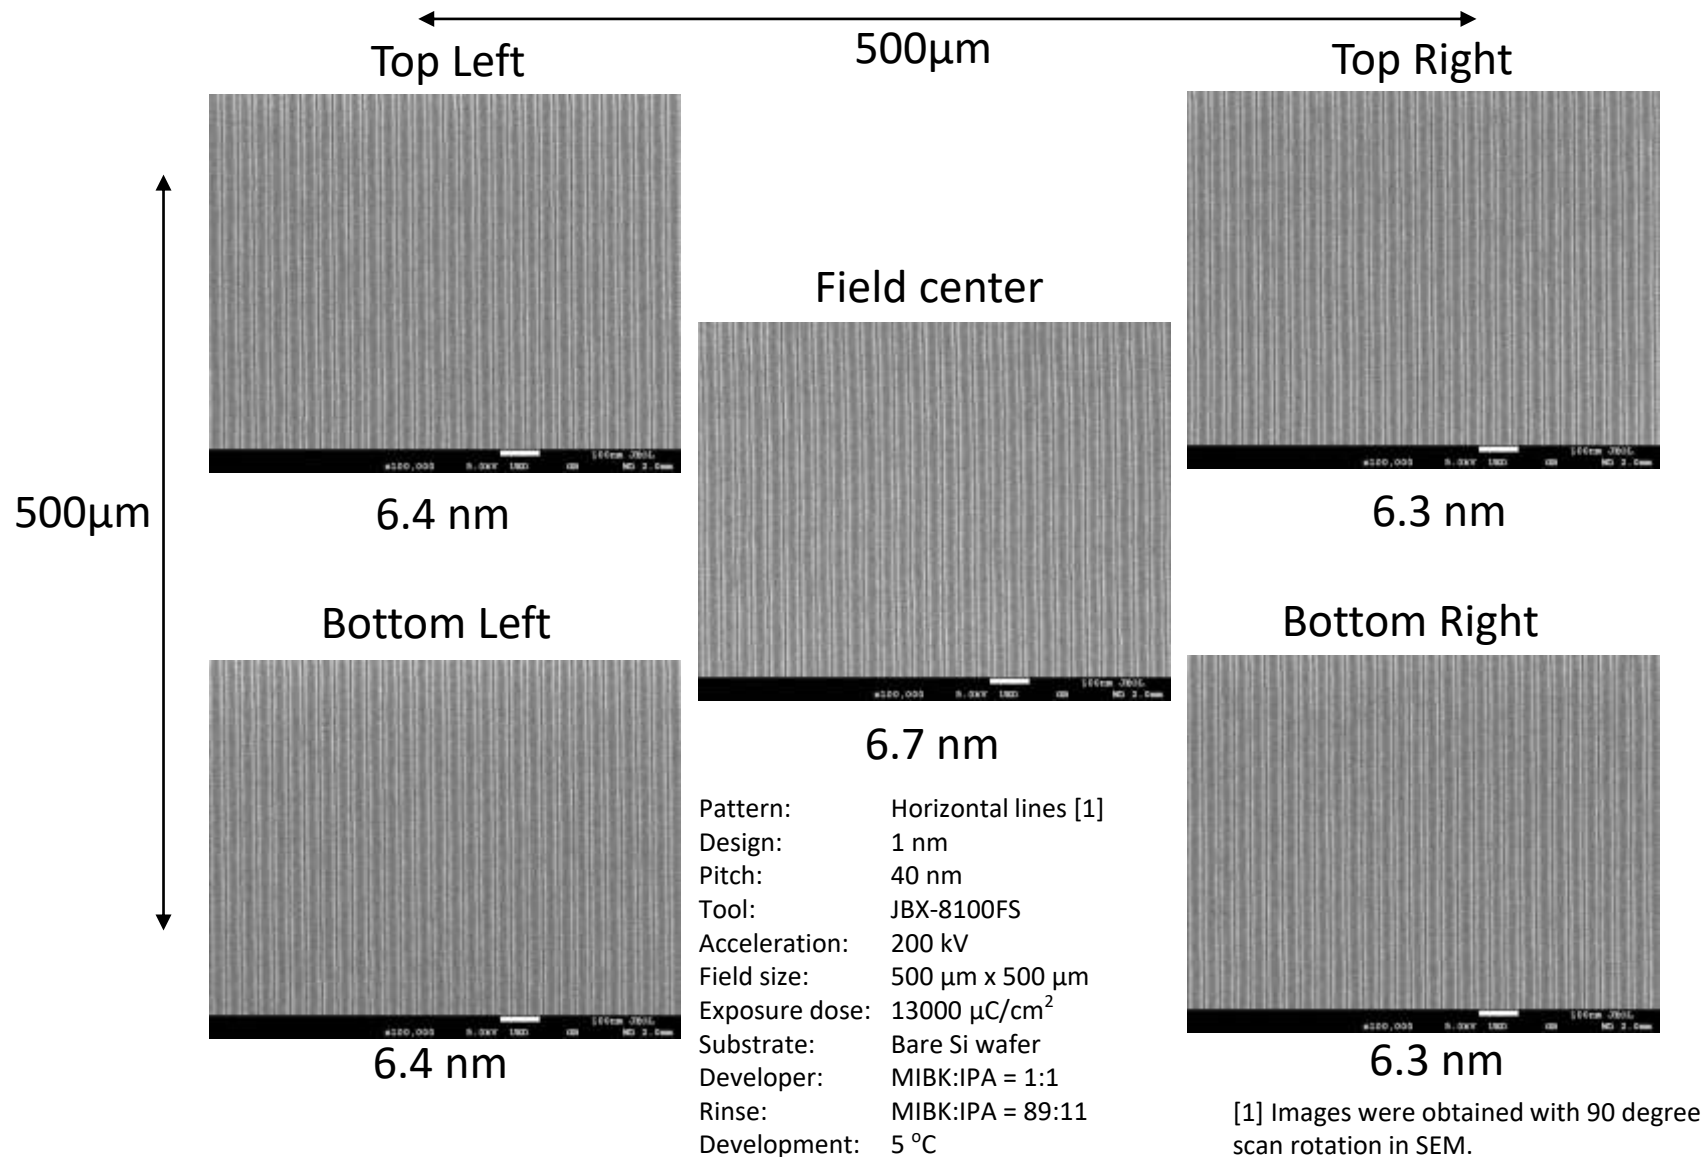 500µm
Top Left
Top Right
500µm
6.4 nm
6.3 nm
Field center
6.7 nm
Bottom Left
Bottom Right
6.4 nm
6.3 nm
Pattern: Horizontal lines [1]
Design: 1 nm
Pitch: 40 nm
Tool: JBX-8100FS
Acceleration: 200 kV
Field size: 500 µm x 500 µm
Exposure dose: 13000 µC/cm²
Substrate: Bare Si wafer
Developer: MIBK:IPA = 1:1
Rinse: MIBK:IPA = 89:11
Development: 5 °C
[1] Images were obtained with 90 degree
scan rotation in SEM.